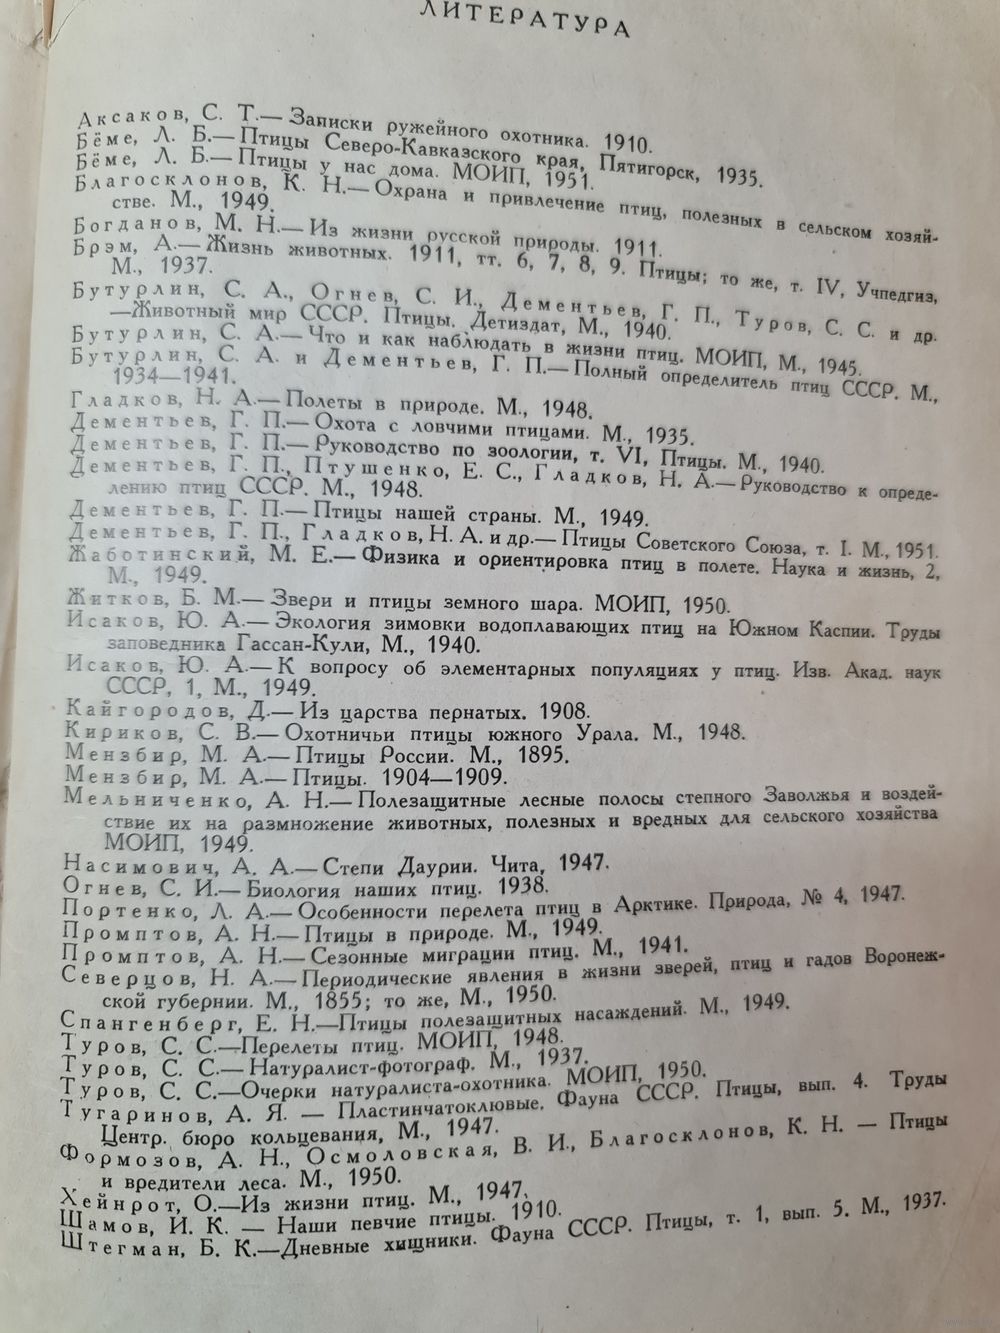 ЛИТЕРАТУРА
Аксаков, С. Т.— Записки ружейного охотника. 1910.
Бёме, Л. Б.— Птицы Северо-Кавказского края, Пятигорск, 1935.
Бёме, Л. Б.— Птицы у нас дома. МОИП, 1951.
Благосклонов, К. Н.— Охрана и привлечение птиц, полезных в сельском хозяй-
стве. М., 1949.
Богданов, М. Н.— Из жизни русской природы. 1911.
Брэм, А.— Жизнь животных. 1911, тт. 6, 7, 8, 9. Птицы; то же, т. IV, Учпедгиз,
М., 1937.
Бутурлин, С. А., Огнев, С. И., Дементьев, Г. П., Туров, С. С. и др.
—Животный мир СССР. Птицы. Детиздат, М., 1940.
Бутурлин, С. А.— Что и как наблюдать в жизни птиц. МОИП, М., 1945.
Бутурлин, С. А. и Дементьев, Г. П.— Полный определитель птиц СССР. М.,
1934—1941.
Гладков, Н. А.— Полеты в природе. М., 1948.
Дементьев, Г. П.— Охота с ловчими птицами. М., 1935.
Дементьев, Г. П.— Руководство по зоологии, т. VI, Птицы. М., 1940.
Дементьев, Г. П., Птушенко, Е. С., Гладков, Н. А.— Руководство к опреде-
лению птиц СССР. М., 1948.
Дементьев, Г. П.— Птицы нашей страны. М., 1949.
Дементьев, Г. П., Гладков, Н. А. и др.— Птицы Советского Союза, т. I. М., 1951.
Жаботинский, М. Е.— Физика и ориентировка птиц в полете. Наука и жизнь, 2,
М., 1949.
Житков, Б. М.— Звери и птицы земного шара. МОИП, 1950.
Исаков, Ю. А.— Экология зимовки водоплавающих птиц на Южном Каспии. Труды
заповедника Гассан-Кули, М., 1940.
Исаков, Ю. А.— К вопросу об элементарных популяциях у птиц. Изв. Акад. наук
СССР, 1, М., 1949.
Кайгородов, Д.— Из царства пернатых. 1908.
Кириков, С. В.— Охотничьи птицы южного Урала. М., 1948.
Мензбир, М. А.— Птицы России. М., 1895.
Мензбир, М. А.— Птицы. 1904—1909.
Мельниченко, А. Н.— Полезащитные лесные полосы степного Заволжья и воздей-
ствие их на размножение животных, полезных и вредных для сельского хозяйства
МОИП, 1949.
Насимович, А. А.— Степи Даурии. Чита, 1947.
Огнев, С. И.— Биология наших птиц. 1938.
Портенко, Л. А.— Особенности перелета птиц в Арктике. Природа, № 4, 1947.
Промптов, А. Н.— Птицы в природе. М., 1949.
Промптов, А. Н.— Сезонные миграции птиц. М., 1941.
Северцов, Н. А.— Периодические явления в жизни зверей, птиц и гадов Воронеж-
ской губернии. М., 1855; то же, М., 1950.
Спангенберг, Е. Н.—Птицы полезащитных насаждений. М., 1949.
Туров, С. С.—Перелеты птиц. МОИП, 1948.
Туров, С. С.— Натуралист-фотограф. М., 1937.
Туров, С. С.—Очерки натуралиста-охотника. МОИП, 1950.
Тугаринов, А. Я. — Пластинчатоклювые. Фауна СССР. Птицы, вып. 4. Труды
Центр. бюро кольцевания, М., 1947.
Формозов, А. Н., Осмоловская, В. И., Благосклонов, К. Н. — Птицы
и вредители леса. М., 1950.
Хейнрот, О.—Из жизни птиц. М., 1947.
Шамов, И. К. — Наши певчие птицы. 1910.
Штегман, Б. К.—Дневные хищники. Фауна СССР. Птицы, т. 1, вып. 5. М., 1937.